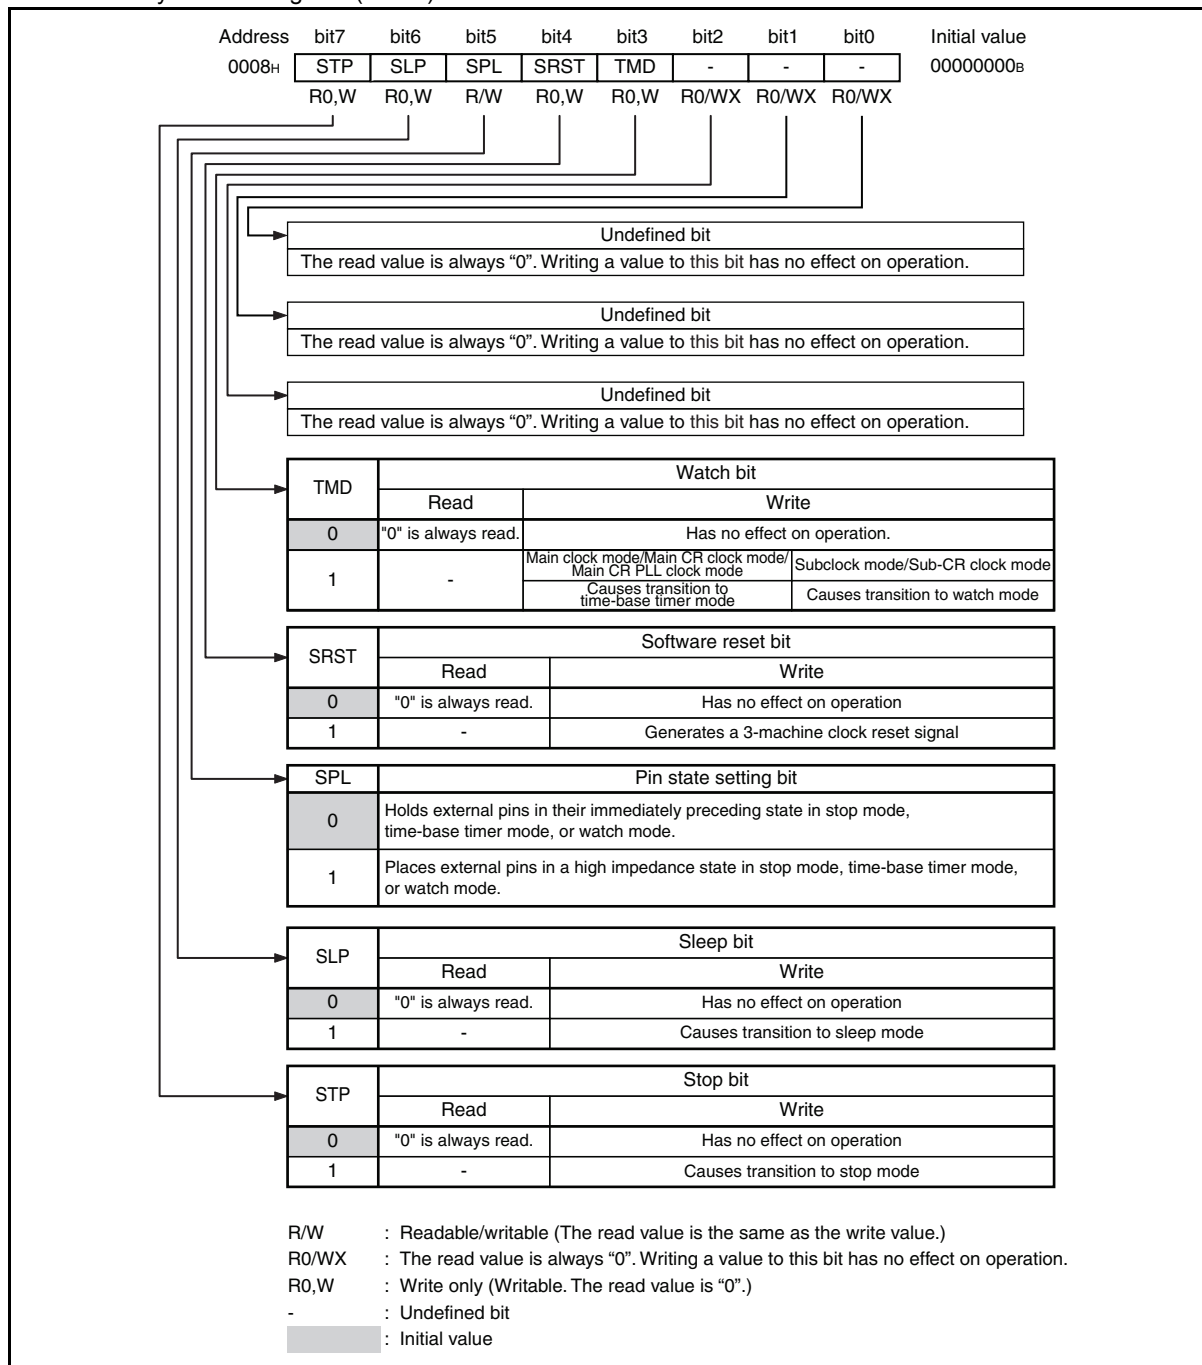 Address bit7 bit6 bit5 bit4 bit3 bit2 bit1 bit0 Initial value
0008H STP SLP SPL SRST TMD - - - 00000000B
R0,W R0,W R/W R0,W R0,W R0/WX R0/WX R0/WX
Undefined bit
The read value is always “0”. Writing a value to this bit has no effect on operation.
Undefined bit
The read value is always “0”. Writing a value to this bit has no effect on operation.
Undefined bit
The read value is always “0”. Writing a value to this bit has no effect on operation.
TMD Watch bit
Read Write
0 "0" is always read. Has no effect on operation.
1 - Main clock mode/Main CR clock mode/
Main CR PLL clock mode Subclock mode/Sub-CR clock mode
Causes transition to
time-base timer mode Causes transition to watch mode
SRST Software reset bit
Read Write
0 "0" is always read. Has no effect on operation
1 - Generates a 3-machine clock reset signal
SPL Pin state setting bit
0 Holds external pins in their immediately preceding state in stop mode,
time-base timer mode, or watch mode.
1 Places external pins in a high impedance state in stop mode, time-base timer mode,
or watch mode.
SLP Sleep bit
Read Write
0 "0" is always read. Has no effect on operation
1 - Causes transition to sleep mode
STP Stop bit
Read Write
0 "0" is always read. Has no effect on operation
1 - Causes transition to stop mode
R/W : Readable/writable (The read value is the same as the write value.)
R0/WX : The read value is always “0”. Writing a value to this bit has no effect on operation.
R0,W : Write only (Writable. The read value is “0”.)
- : Undefined bit
: Initial value